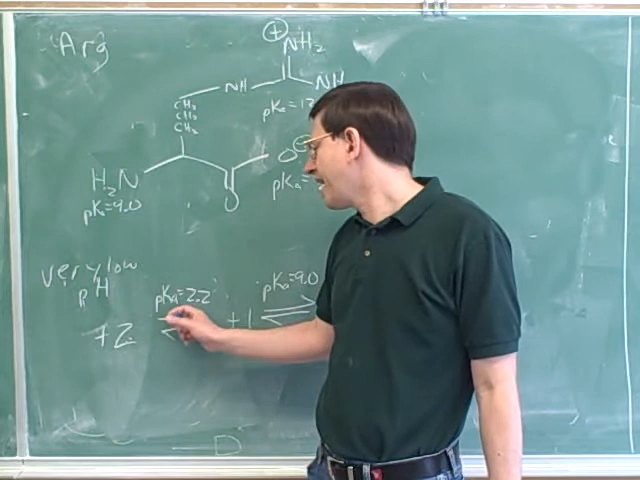 Arg
⊕
NH₂
NH
NH
pKa=12
CH₂
CH₂
CH₂
O⊖
H₂N
pKa=9.0
pKa=
O
very low
pH
pKa=2.2
pKa=9.0
+2
+1